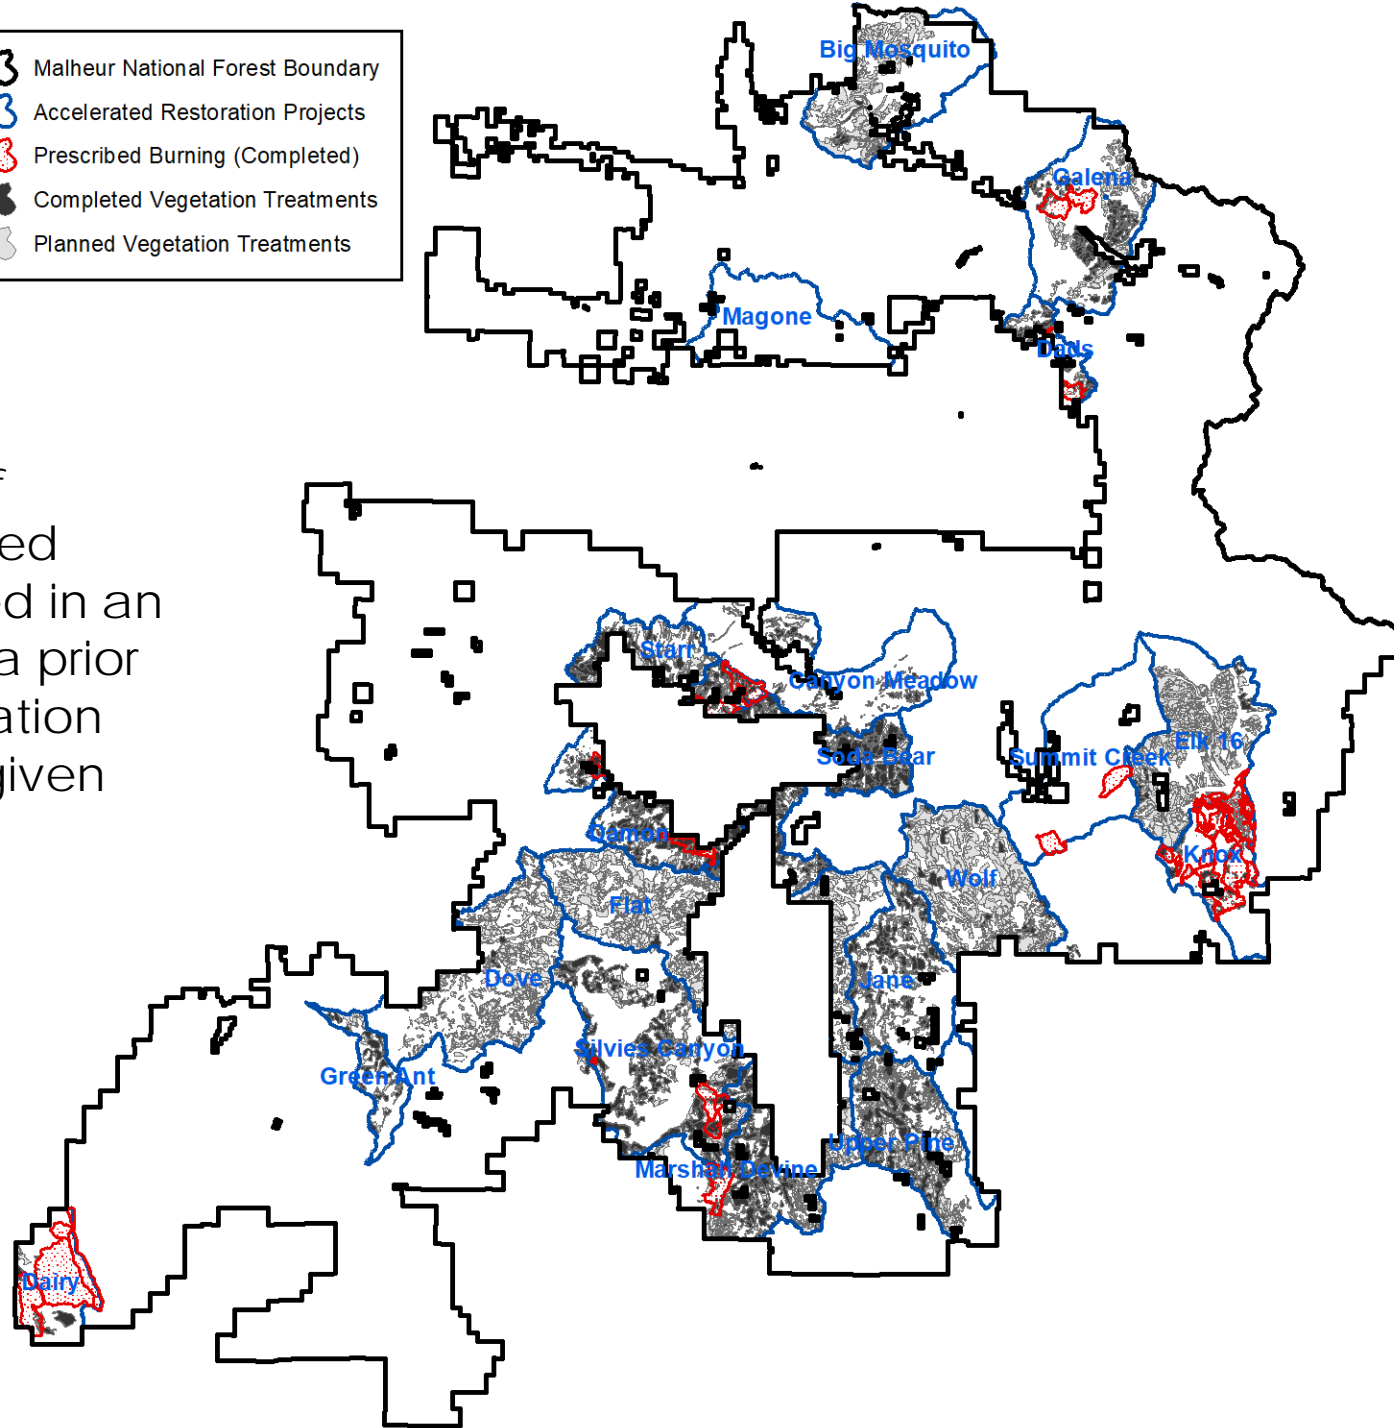 Malheur National Forest Boundary
Accelerated Restoration Projects
Prescribed Burning (Completed)
Completed Vegetation Treatments
Planned Vegetation Treatments
f
ed
ed in an
a prior
ation
given
Big Mosquito
Galena
Magone
Dads
Starr
Canyon Meadow
Soda Bear
Summit Creek
Elk 16
Knox
Damon
Wolf
Flat
Dove
Jane
Silvies Canyon
Green Ant
Upper Pine
Marshall Devine
Dairy